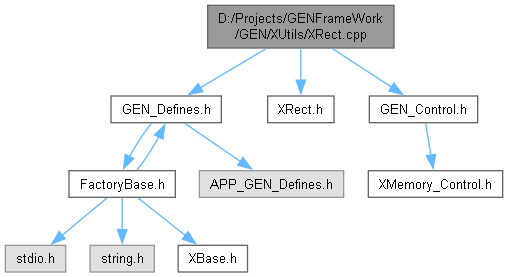 D:/Projects/GENFrameWork
/GEN/XUtils/XRect.cpp
GEN_Defines.h
XRect.h
GEN_Control.h
FactoryBase.h
APP_GEN_Defines.h
XMemory_Control.h
stdio.h
string.h
XBase.h